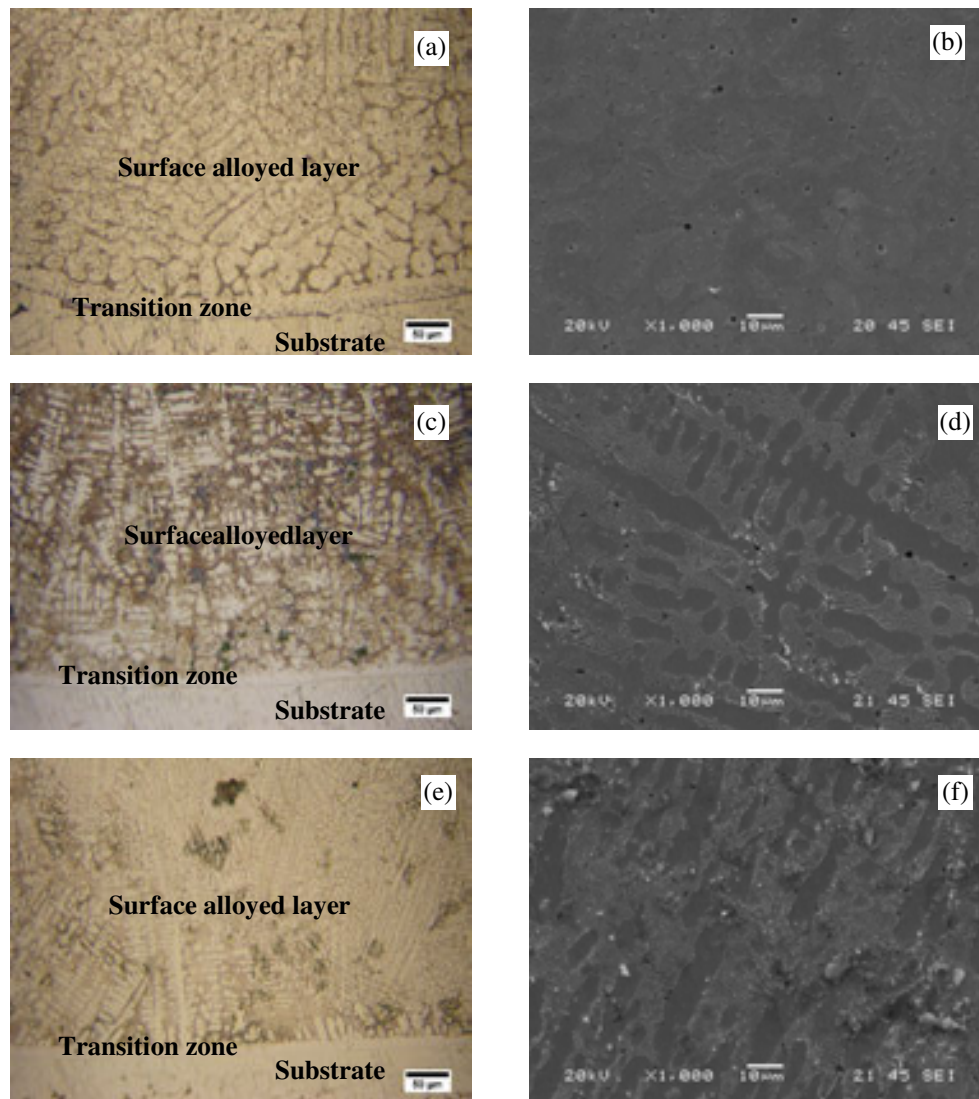 (a)
Surface alloyed layer
Transition zone
Substrate
(b)
20kV X1,000 10µm 20 45 SEI
(c)
Surfacealloyedlayer
Transition zone
Substrate
(d)
20kV X1,000 10µm 21 45 SEI
(e)
Surface alloyed layer
Transition zone
Substrate
(f)
20kV X1,000 10µm 21 45 SEI